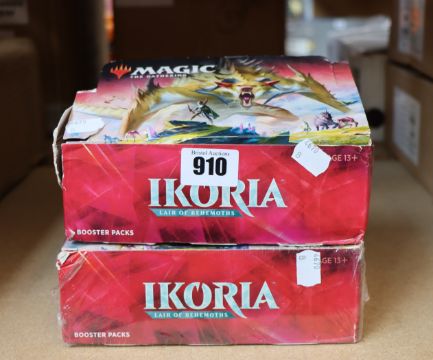 MAGIC
THE GATHERING
Bristol Auction
910
AGE 13+
IKORIA
LAIR OF BEHEMOTHS
BOOSTER PACKS
AGE 13+
IKORIA
LAIR OF BEHEMOTHS
BOOSTER PACKS